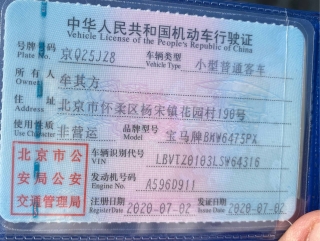 中华人民共和国机动车行驶证
Vehicle License of the People's Republic of China
号牌号码 京Q25JZ8 车辆类型 小型普通客车
Plate No. Vehicle Type
所有人 牟其方
Owner
住址 北京市怀柔区杨宋镇花园村190号
Address
使用性质 非营运 品牌型号 宝马牌BMW6475PX
Use Character Model
北京市公安局公安交通管理局
车辆识别代号 LBVTZ0103LSW64316
VIN
发动机号码 A596D911
Engine No.
注册日期 2020-07-02 发证日期 2020-07-02
Register Date Issue Date